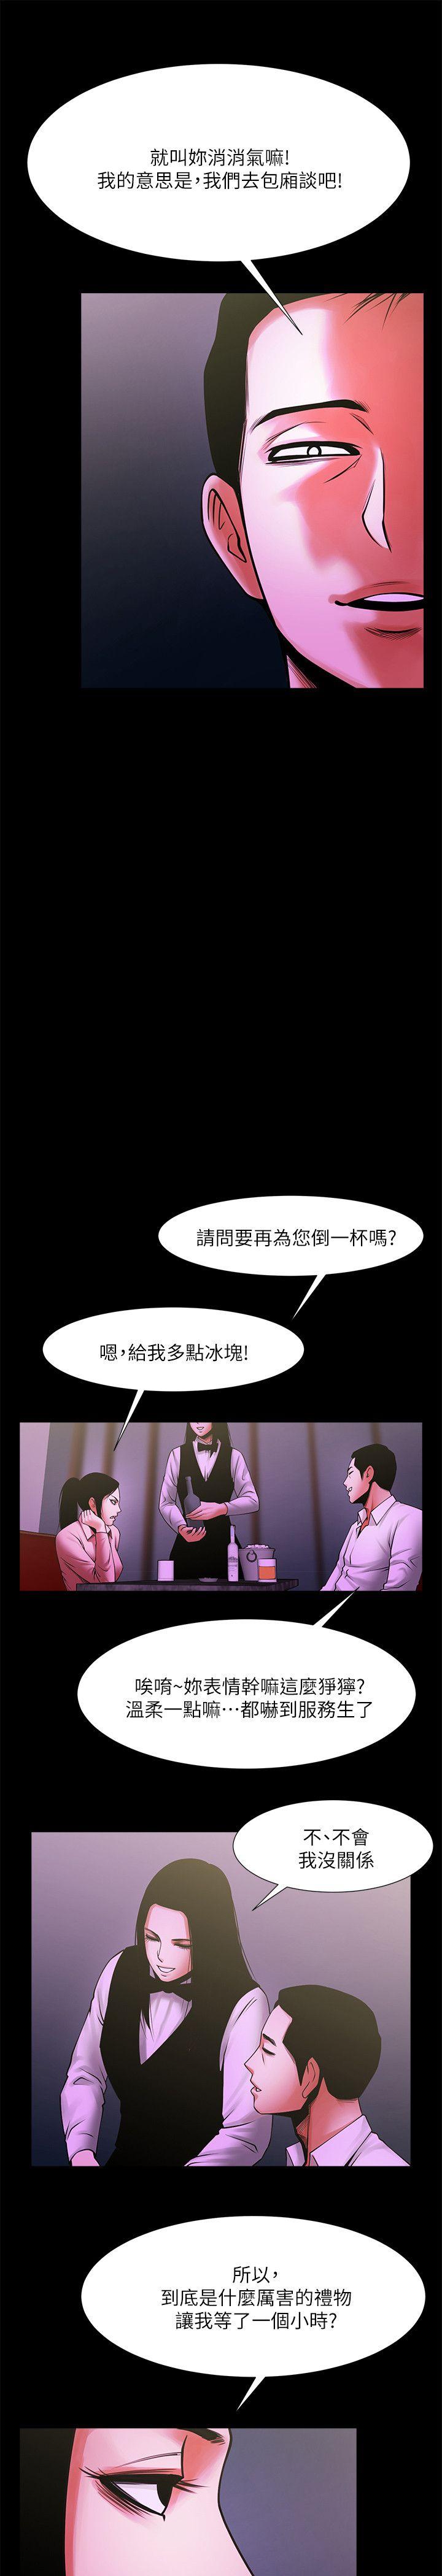 就叫妳消消氣嘛!
我的意思是,我們去包廂談吧!
請問要再為您倒一杯嗎?
嗯,給我多點冰塊!
唉唷~妳表情幹嘛這麼猙獰?
溫柔一點嘛…都嚇到服務生了
不、不會
我沒關係
所以,
到底是什麼厲害的禮物
讓我等了一個小時?